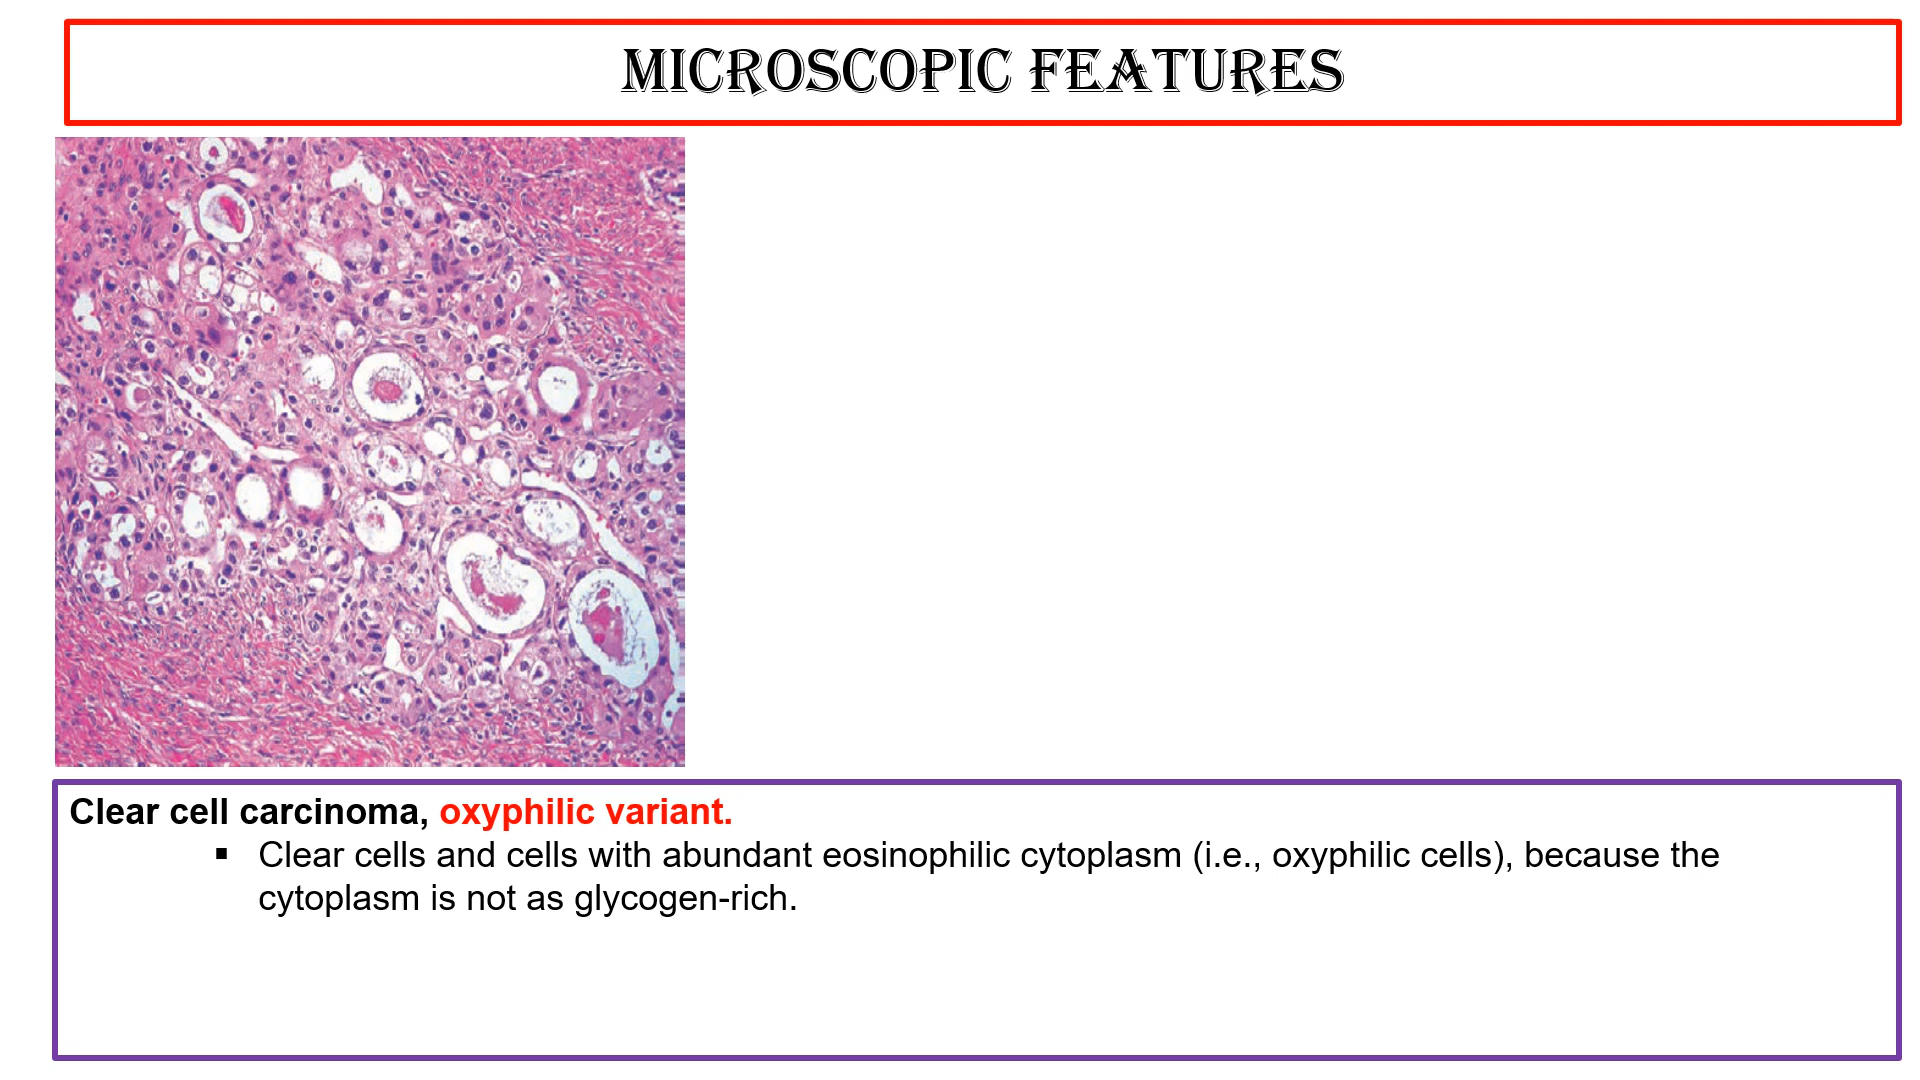 MICROSCOPIC FEATURES
Clear cell carcinoma, oxyphilic variant.
▪ Clear cells and cells with abundant eosinophilic cytoplasm (i.e., oxyphilic cells), because the
cytoplasm is not as glycogen-rich.